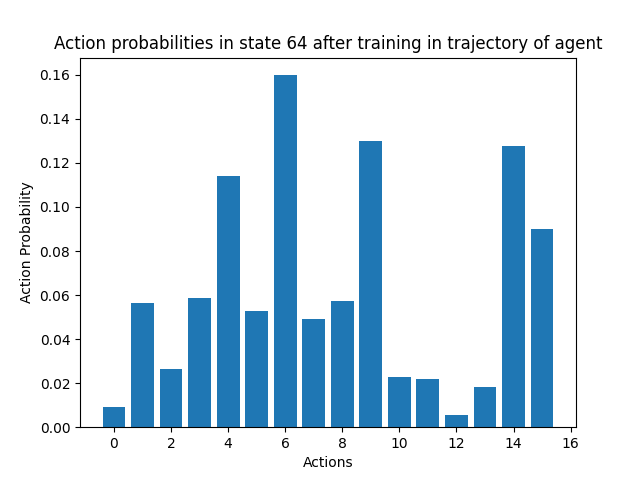 Action probabilities in state 64 after training in trajectory of agent
0.16
0.14
0.12
0.10
0.08
0.06
0.04
0.02
0.00
Action Probability
0 2 4 6 8 10 12 14 16
Actions